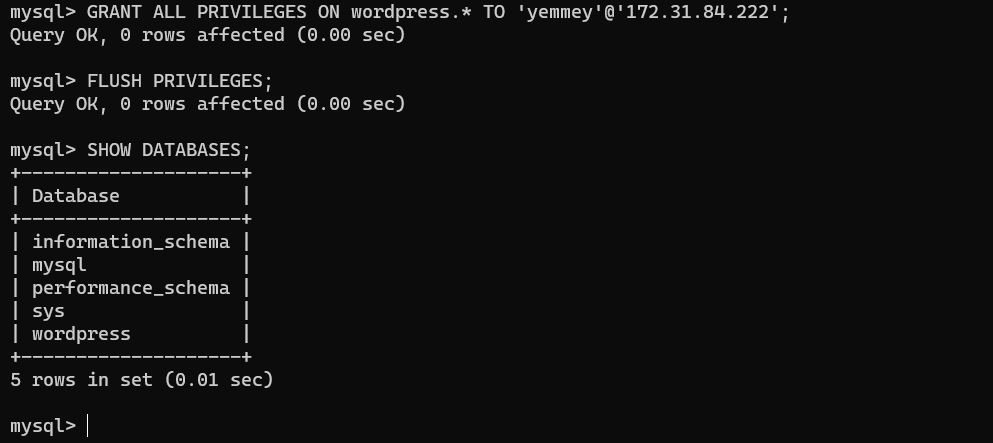 mysql> GRANT ALL PRIVILEGES ON wordpress.* TO 'yemmey'@'172.31.84.222';
Query OK, 0 rows affected (0.00 sec)

mysql> FLUSH PRIVILEGES;
Query OK, 0 rows affected (0.00 sec)

mysql> SHOW DATABASES;
+--------------------+
| Database           |
+--------------------+
| information_schema |
| mysql              |
| performance_schema |
| sys                |
| wordpress          |
+--------------------+
5 rows in set (0.01 sec)

mysql>